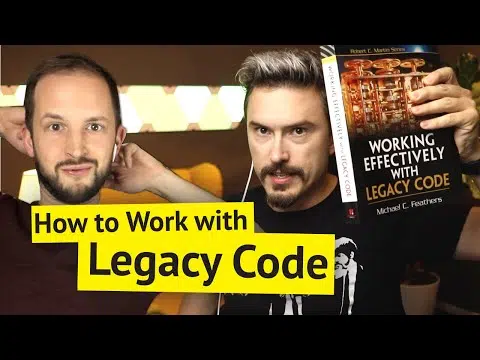 How to Work with
Legacy Code
Robert C. Martin Series
WORKING EFFECTIVELY WITH LEGACY CODE
WORKING
EFFECTIVELY
WITH
LEGACY CODE
Michael C. Feathers